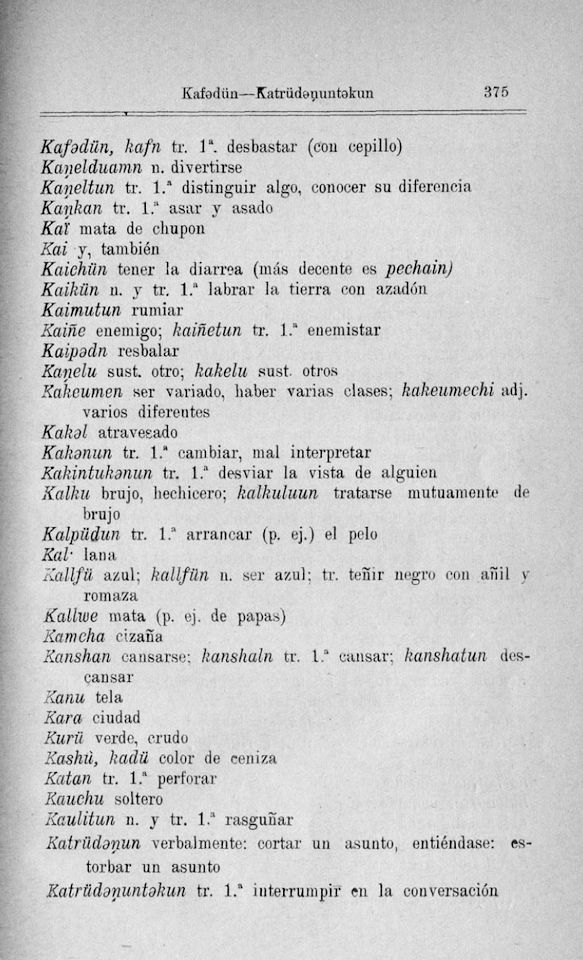 Kafədün—Katrüdəṇuntəkun 375
Kafədün, kafn tr. 1ª. desbastar (con cepillo)
Kaṇelduamn n. divertirse
Kaṇeltun tr. 1.ª distinguir algo, conocer su diferencia
Kaṇkan tr. 1.ª asar y asado
Kaï mata de chupon
Kai y, también
Kaichün tener la diarrea (más decente es pechain)
Kaikün n. y tr. 1.ª labrar la tierra con azadón
Kaimutun rumiar
Kaiñe enemigo; kaiñetun tr. 1.ª enemistar
Kaipədn resbalar
Kaṇelu sust. otro; kakelu sust. otros
Kakeumen ser variado, haber varias clases; kakeumechi adj.
varios diferentes
Kakəl atravesado
Kakənun tr. 1.ª cambiar, mal interpretar
Kakintukənun tr. 1.ª desviar la vista de alguien
Kalku brujo, hechicero; kalkuluun tratarse mutuamente de
brujo
Kalpüdun tr. 1.ª arrancar (p. ej.) el pelo
Kal· lana
Kallfü azul; kallfün n. ser azul; tr. teñir negro con añil y
romaza
Kallwe mata (p. ej. de papas)
Kamcha cizaña
Kanshan cansarse; kanshaln tr. 1.ª cansar; kanshatun des-
cansar
Kanu tela
Kara ciudad
Kurü verde, crudo
Kashü, kadü color de ceniza
Katan tr. 1.ª perforar
Kauchu soltero
Kaulitun n. y tr. 1.ª rasguñar
Katrüdəṇun verbalmente: cortar un asunto, entiéndase: es-
torbar un asunto
Katrüdəṇuntəkun tr. 1.ª interrumpir en la conversación